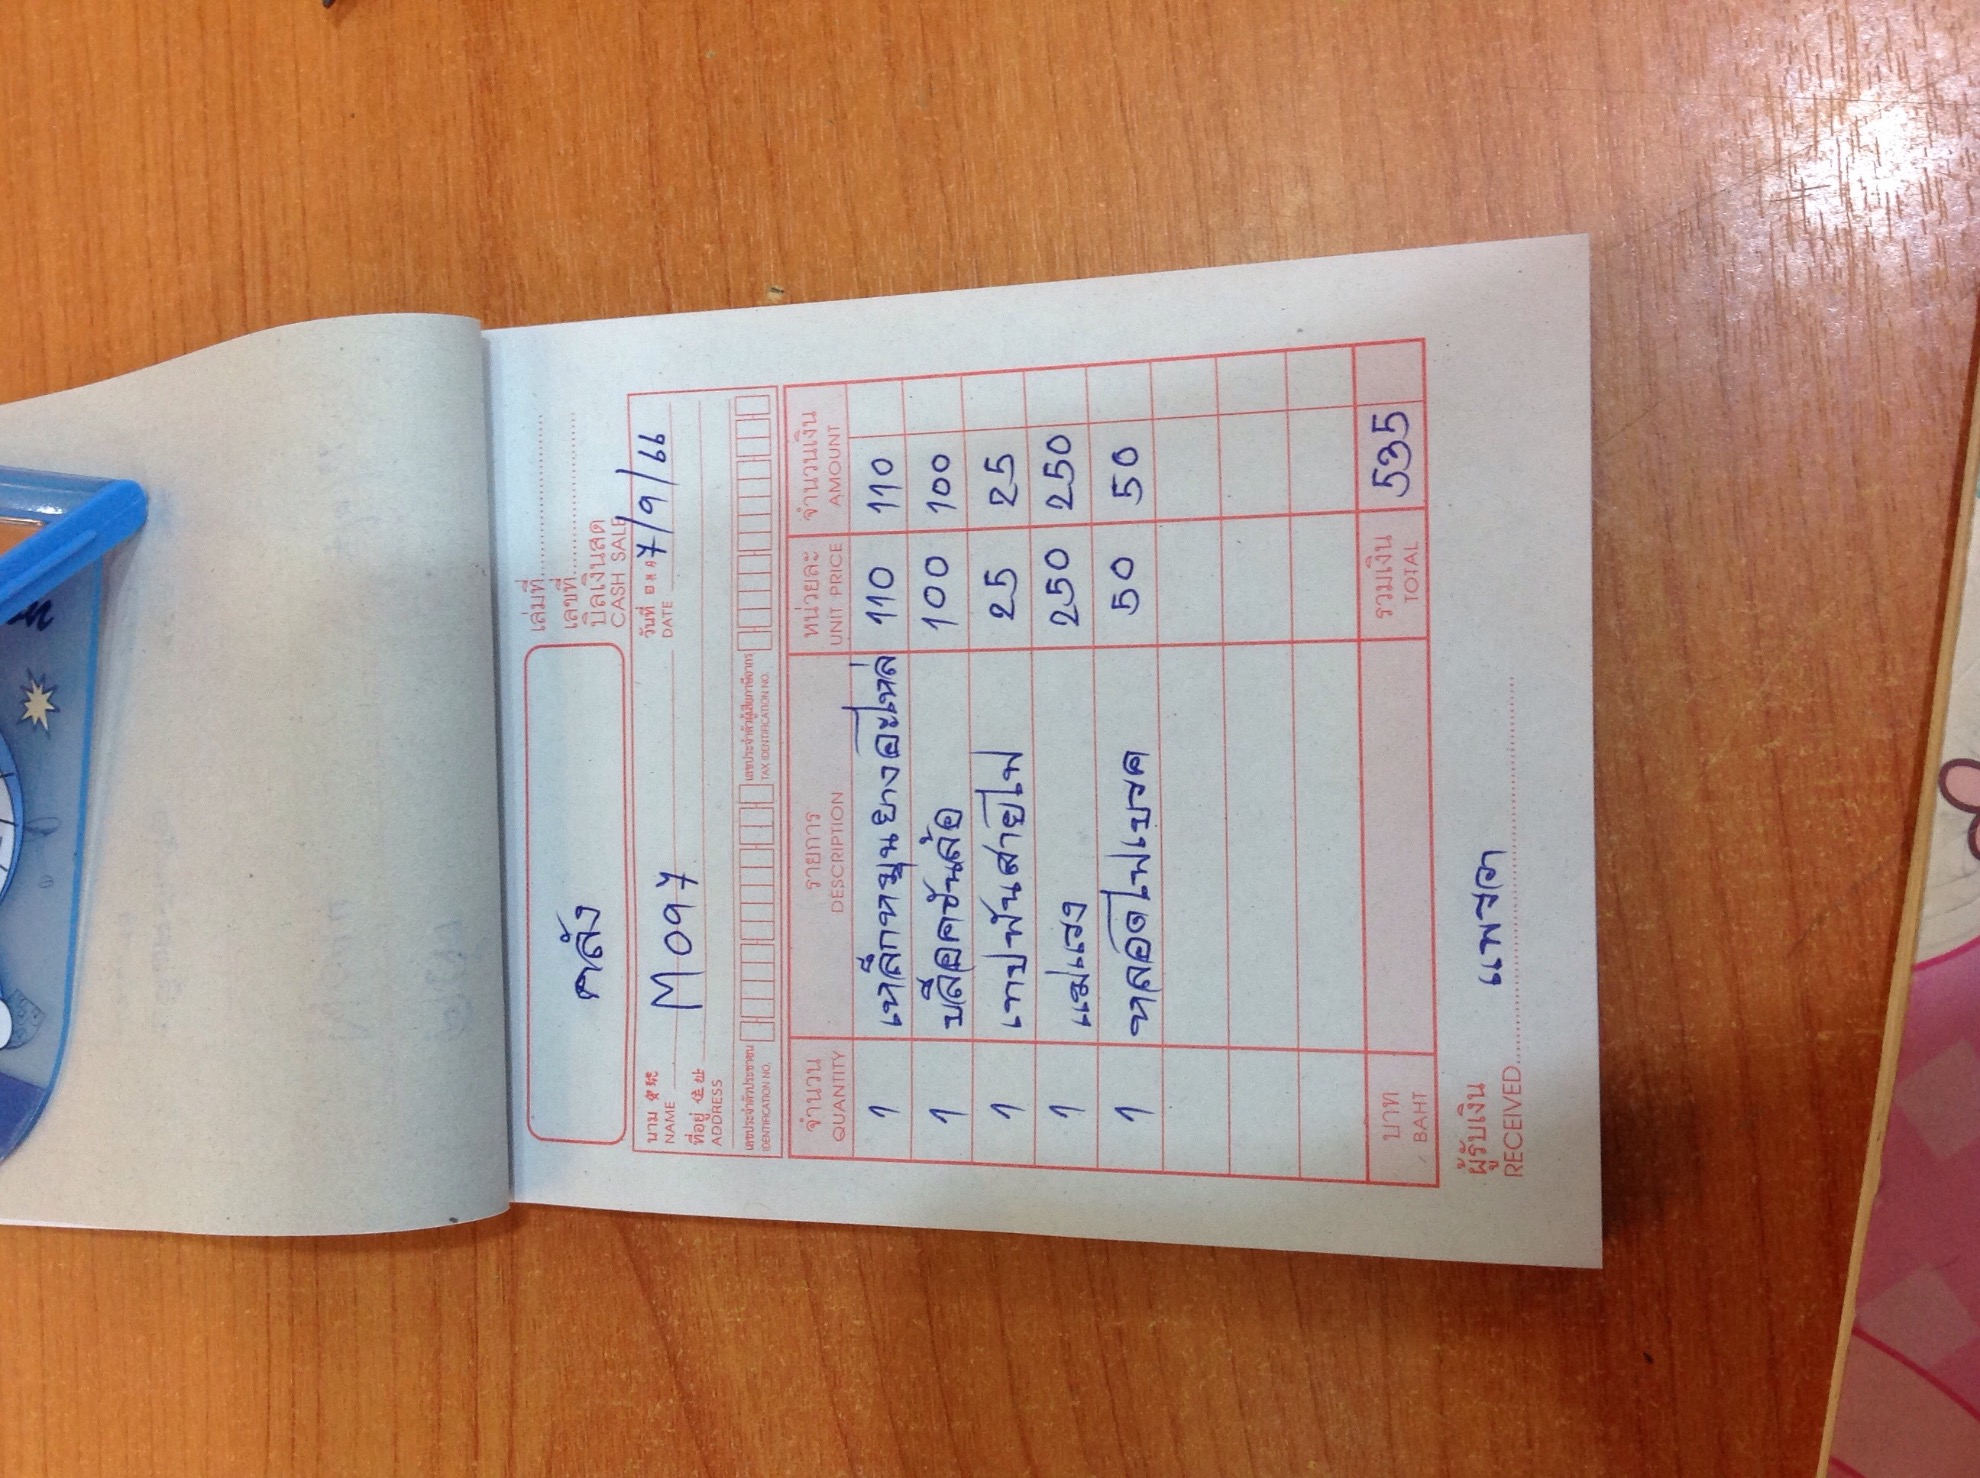 เล่มที่
เลขที่
คลัง
บิลเงินสด
CASH SALE
วันที่ 7/9/66
DATE
นาม M097
NAME
ที่อยู่ 住址
ADDRESS
เลขประจำตัวประชาชน เลขประจำตัวผู้เสียภาษีอากร
IDENTIFICATION NO. TAX IDENTIFICATION NO.
จำนวน รายการ หน่วยละ จำนวนเงิน
QUANTITY DESCRIPTION UNIT PRICE AMOUNT
1 เหล็กหมุนยางอะไหล่ 110 110
1 บล็อคขันล้อ 100 100
1 เทปพันสายไฟ 25 25
1 แม่แรง 250 250
1 หลอดไฟเบรค 50 50
บาท รวมเงิน 535
BAHT TOTAL
ผู้รับเงิน
RECEIVED